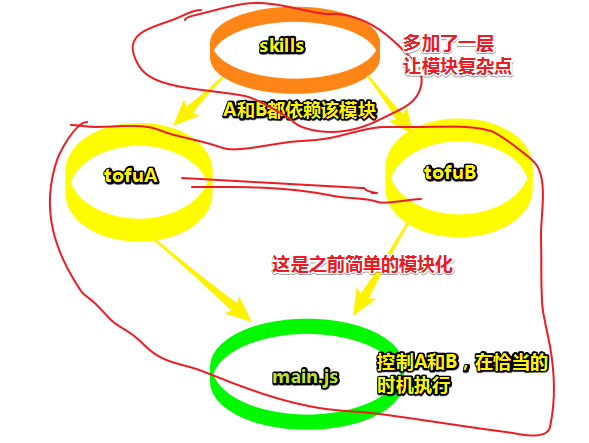 skills
多加了一层
让模块复杂点
A和B都依赖该模块
tofuA
tofuB
这是之前简单的模块化
main.js
控制A和B，在恰当的
时机执行